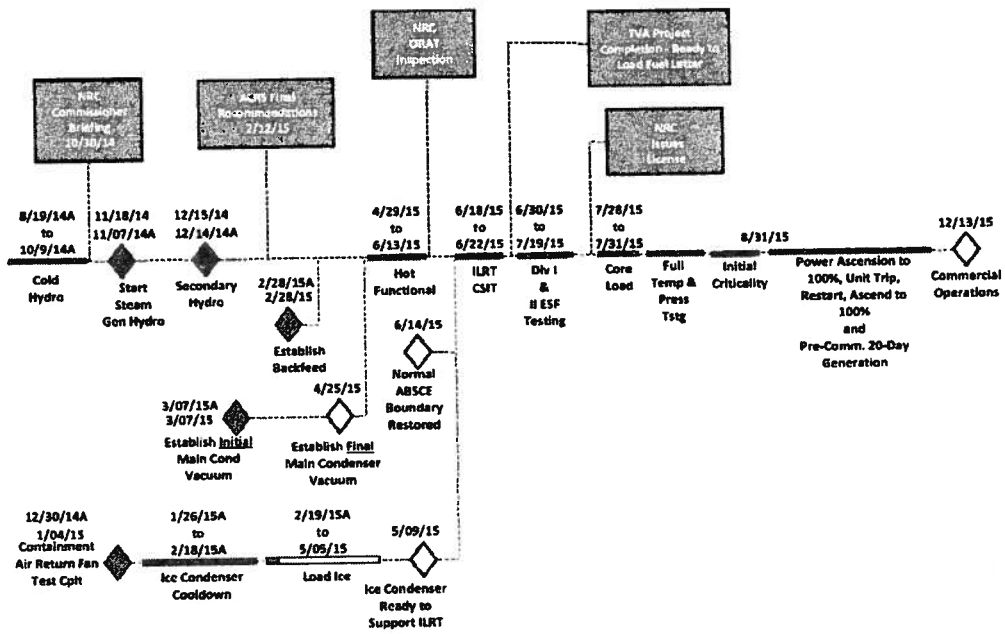 NRC
Commissioner
Briefing
10/30/14
ACRS Final
Recommendations
2/12/15
NRC
ORAT
Inspection
TVA Project
Completion - Ready to
Load Fuel Letter
NRC
Issues
License
8/19/14A
to
10/9/14A
Cold
Hydro
11/18/14
11/07/14A
Start
Steam
Gen Hydro
12/15/14
12/14/14A
Secondary
Hydro
2/28/15A
2/28/15
Establish
Backfeed
4/29/15
to
6/13/15
Hot
Functional
6/18/15
to
6/22/15
ILRT
CSIT
6/30/15
to
7/19/15
Div I
&
II ESF
Testing
7/28/15
to
7/31/15
Core
Load
Full
Temp &
Press
Tstg
8/31/15
Initial
Criticality
Power Ascension to
100%, Unit Trip,
Restart, Ascend to
100%
and
Pre-Comm. 20-Day
Generation
12/13/15
Commercial
Operations
6/14/15
Normal
ABSCE
Boundary
Restored
3/07/15A
3/07/15
Establish Initial
Main Cond
Vacuum
4/25/15
Establish Final
Main Condenser
Vacuum
12/30/14A
1/04/15
Containment
Air Return Fan
Test Cplt
1/26/15A
to
2/18/15A
Ice Condenser
Cooldown
2/19/15A
to
5/05/15
Load Ice
5/09/15
Ice Condenser
Ready to
Support ILRT